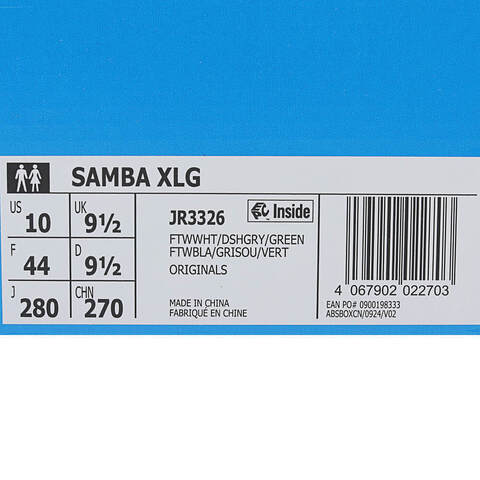 SAMBA XLG
US 10 UK 9½
F 44 D 9½
J 280 CHN 270
JR3326 Inside
FTWWHT/DSHGRY/GREEN
FTWBLA/GRISOU/VERT
ORIGINALS
MADE IN CHINA
FABRIQUÉ EN CHINE
4 067902 022703
EAN PO# 0900198333
ABSBOXCN/0924/V02